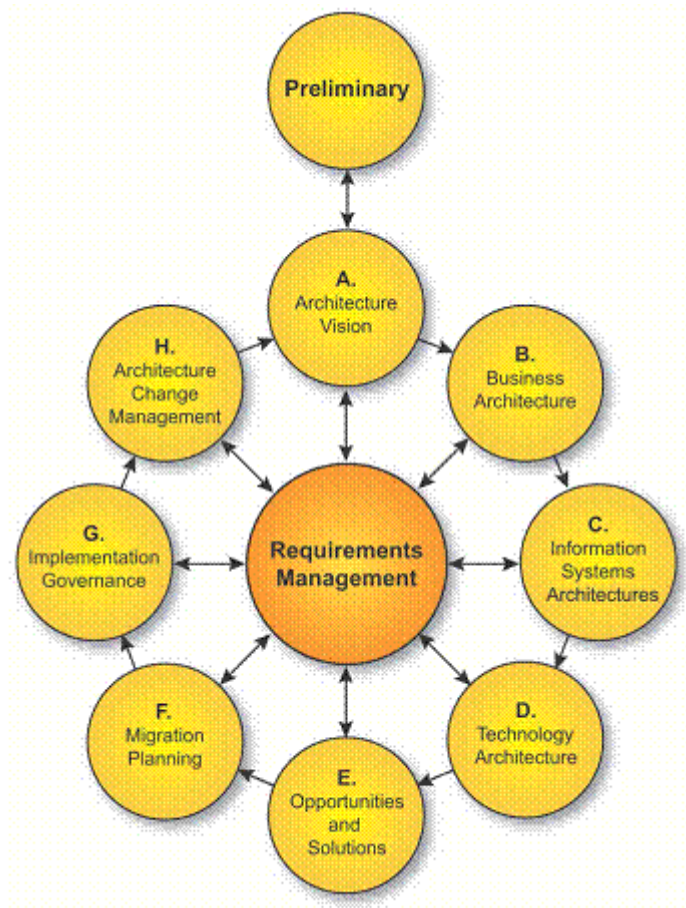 Preliminary
A.
Architecture
Vision
B.
Business
Architecture
C.
Information
Systems
Architectures
D.
Technology
Architecture
E.
Opportunities
and
Solutions
F.
Migration
Planning
G.
Implementation
Governance
H.
Architecture
Change
Management
Requirements
Management